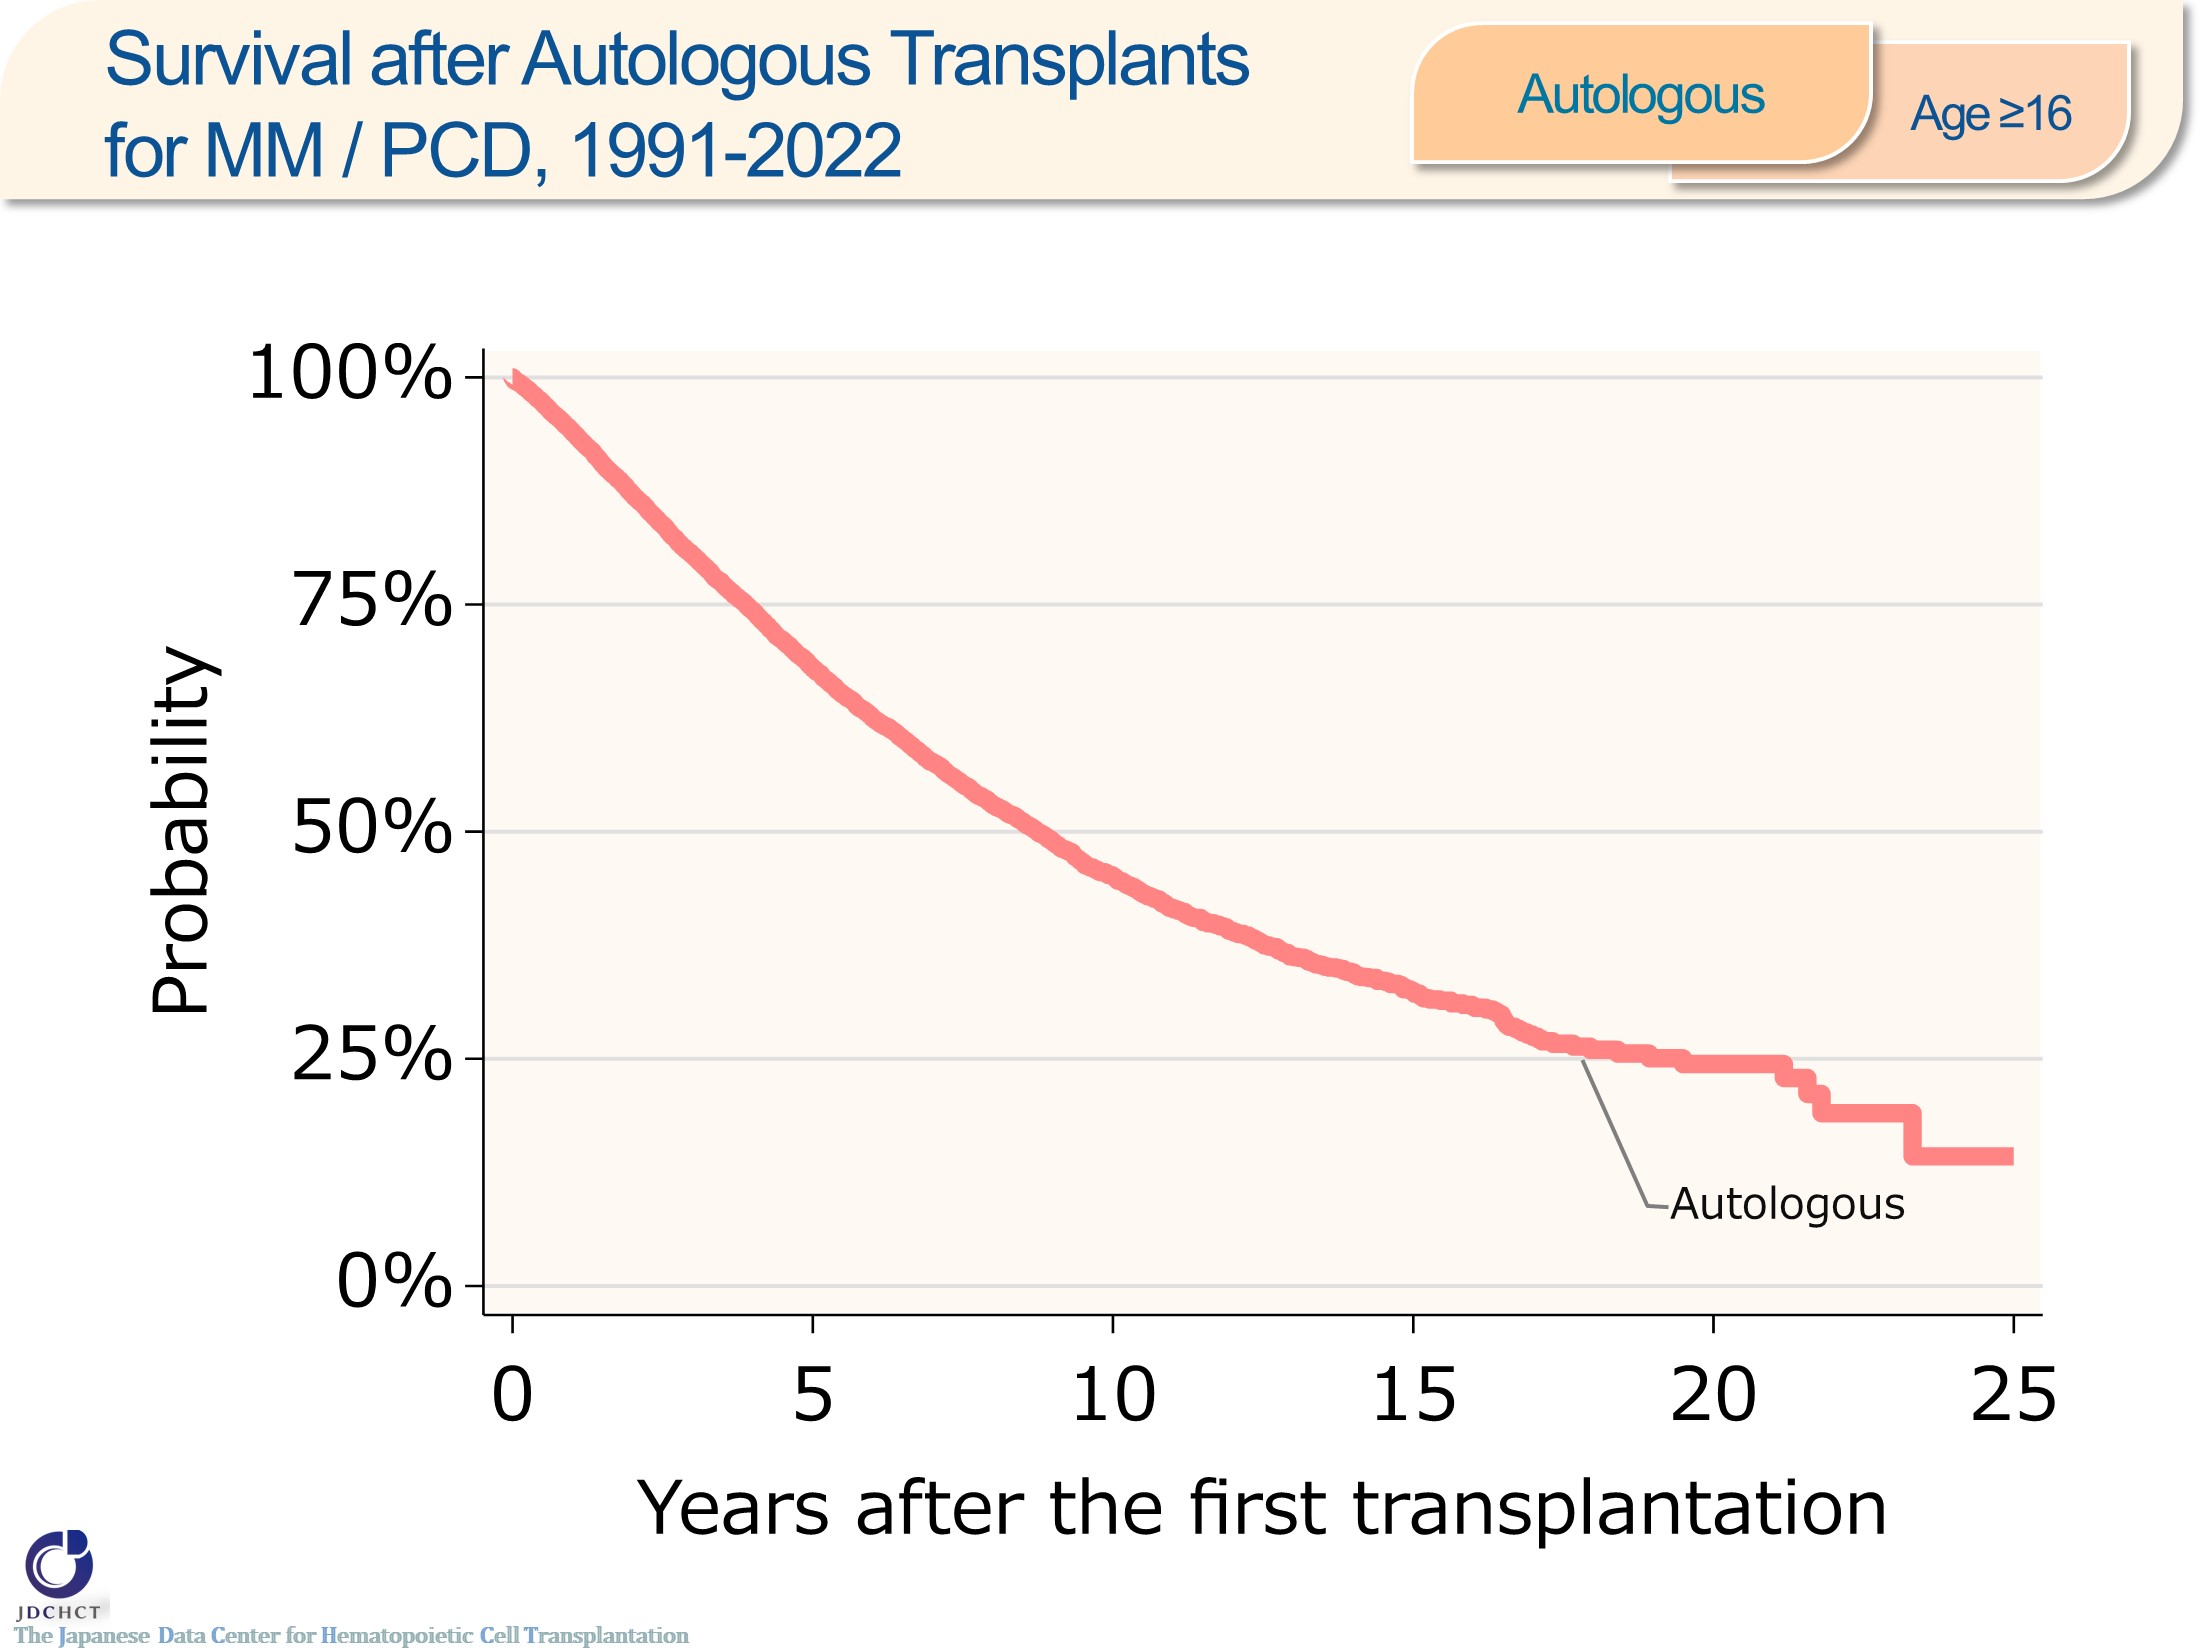 Survival after Autologous Transplants
for MM / PCD, 1991-2022
Autologous
Age ≥16
100%
75%
50%
25%
0%
Probability
Autologous
0 5 10 15 20 25
Years after the first transplantation
JDCHCT
The Japanese Data Center for Hematopoietic Cell Transplantation